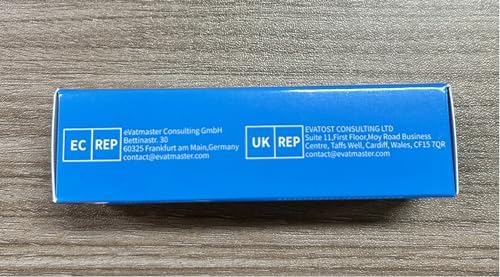 EC REP
eVatmaster Consulting GmbH
Bettinastr. 30
60325 Frankfurt am Main,Germany
contact@evatmaster.com
UK REP
EVATOST CONSULTING LTD
Suite 11,First Floor,Moy Road Business
Centre, Taffs Well, Cardiff, Wales, CF15 7QR
contact@evatmaster.com